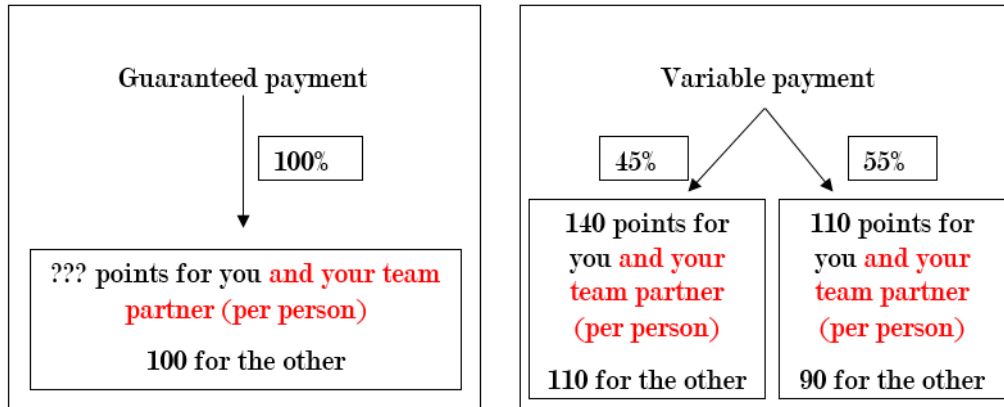 Guaranteed payment
100%
??? points for you and your team
partner (per person)
100 for the other
Variable payment
45%
55%
140 points for
you and your
team partner
(per person)
110 for the other
110 points for
you and your
team partner
(per person)
90 for the other